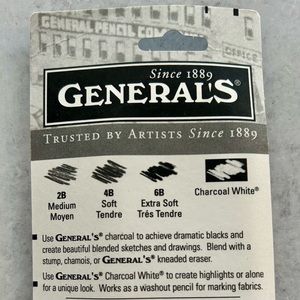 GENERAL PENCIL COMPANY
OFFICE
Since 1889
GENERAL'S®
TRUSTED BY ARTISTS Since 1889
2B
Medium
Moyen
4B
Soft
Tendre
6B
Extra Soft
Très Tendre
Charcoal White®
Use GENERAL'S® charcoal to achieve dramatic blacks and
create beautiful blended sketches and drawings. Blend with a
stump, chamois, or GENERAL'S® kneaded eraser.
Use GENERAL'S® Charcoal White® to create highlights or alone
for a unique look. Works as a washout pencil for marking fabrics.